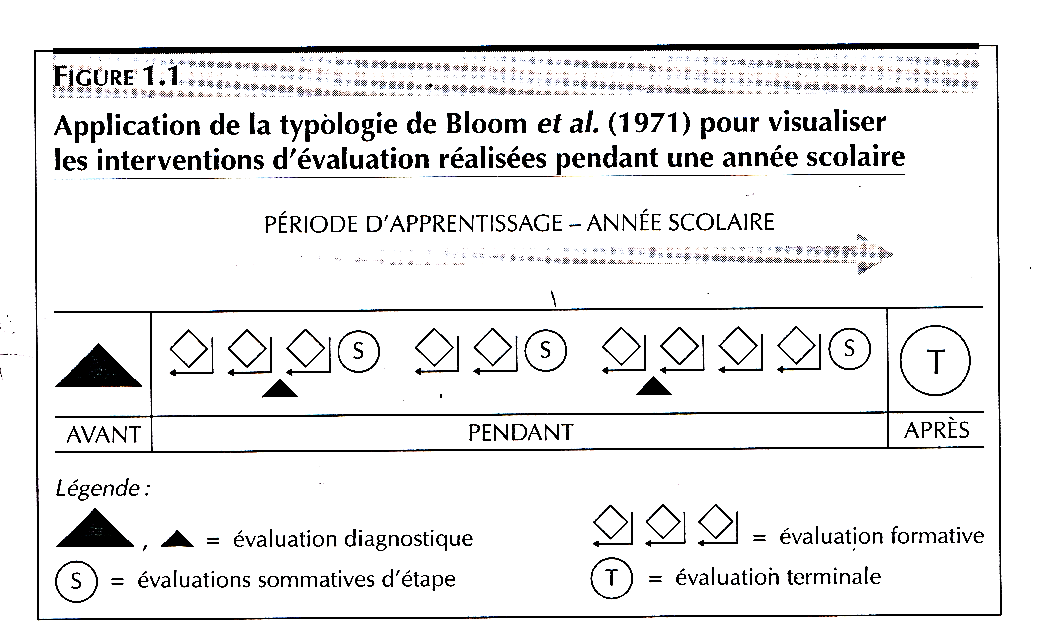 FIGURE 1.1
Application de la typologie de Bloom et al. (1971) pour visualiser
les interventions d'évaluation réalisées pendant une année scolaire
PÉRIODE D'APPRENTISSAGE – ANNÉE SCOLAIRE
S S S T
AVANT PENDANT APRÈS
Légende :
, = évaluation diagnostique = évaluation formative
S = évaluations sommatives d'étape T = évaluation terminale